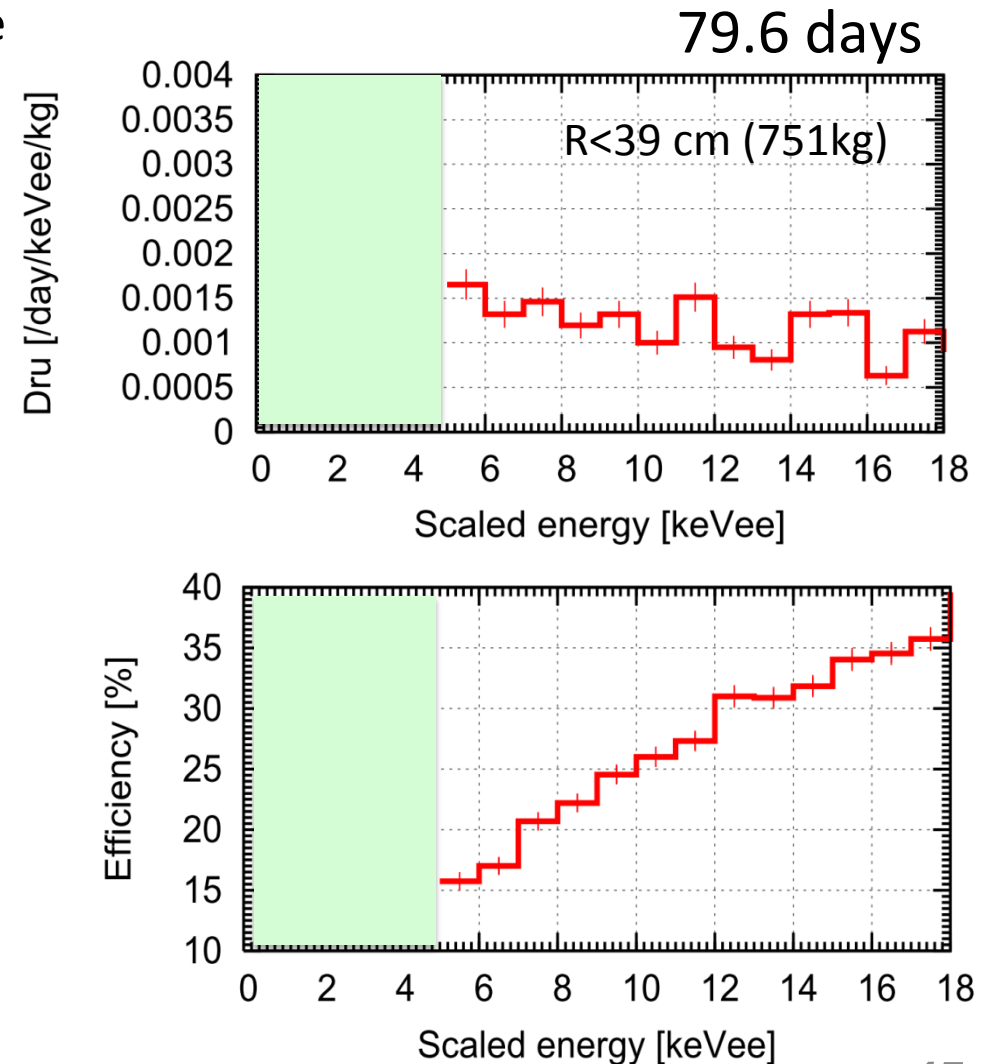 e
79.6 days
Dru [/day/keVee/kg]
0.004
0.0035
0.003
0.0025
0.002
0.0015
0.001
0.0005
0
R<39 cm (751kg)
0 2 4 6 8 10 12 14 16 18
Scaled energy [keVee]
Efficiency [%]
40
35
30
25
20
15
10
0 2 4 6 8 10 12 14 16 18
Scaled energy [keVee]